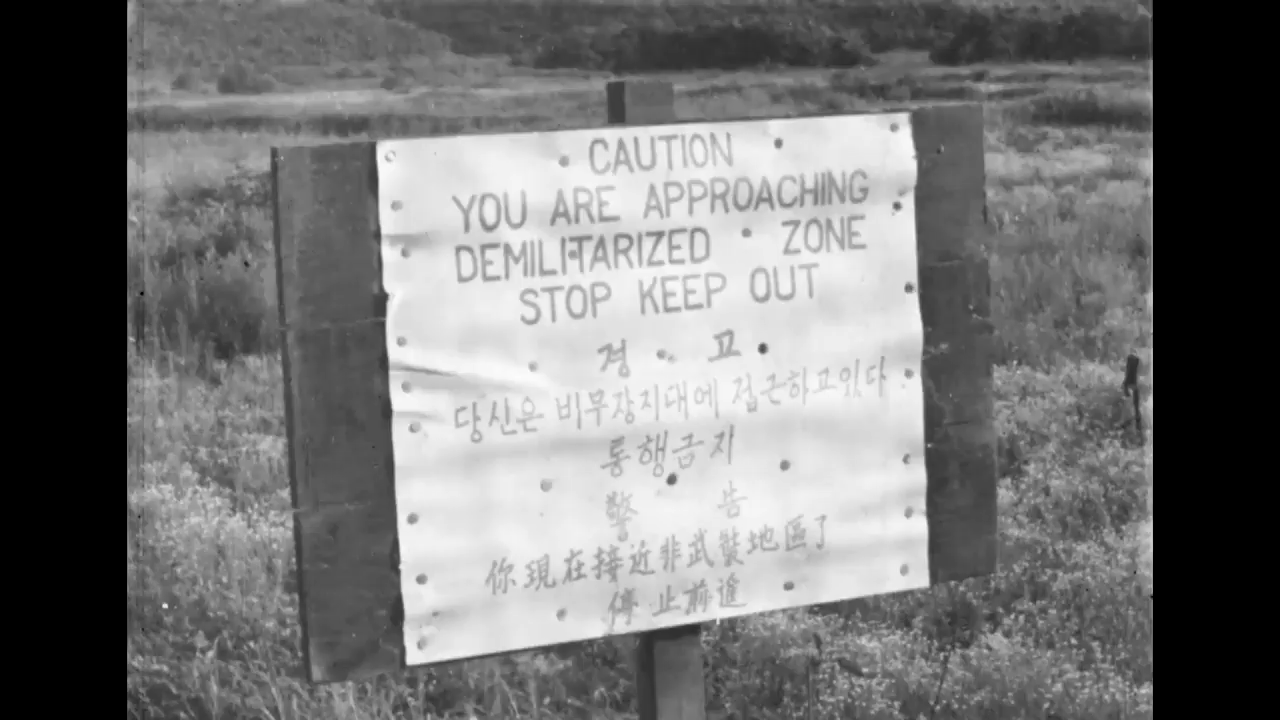 CAUTION
YOU ARE APPROACHING
DEMILITARIZED ZONE
STOP KEEP OUT
경 고
당신은 비무장지대에 접근하고있다
통행금지
警 告
你現在接近非武裝地區了
停止前進